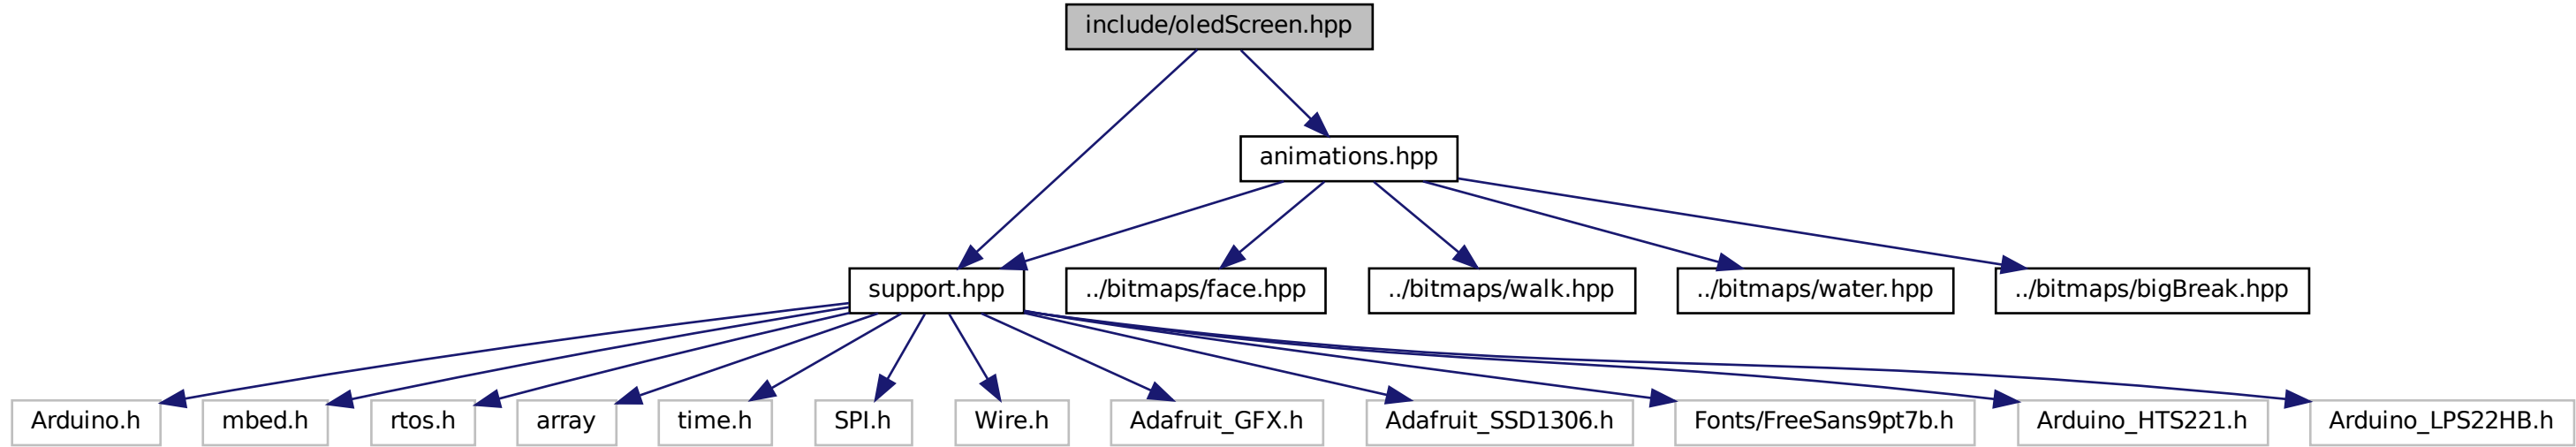 include/oledScreen.hpp
animations.hpp
support.hpp
../bitmaps/face.hpp
../bitmaps/walk.hpp
../bitmaps/water.hpp
../bitmaps/bigBreak.hpp
Arduino.h
mbed.h
rtos.h
array
time.h
SPI.h
Wire.h
Adafruit_GFX.h
Adafruit_SSD1306.h
Fonts/FreeSans9pt7b.h
Arduino_HTS221.h
Arduino_LPS22HB.h